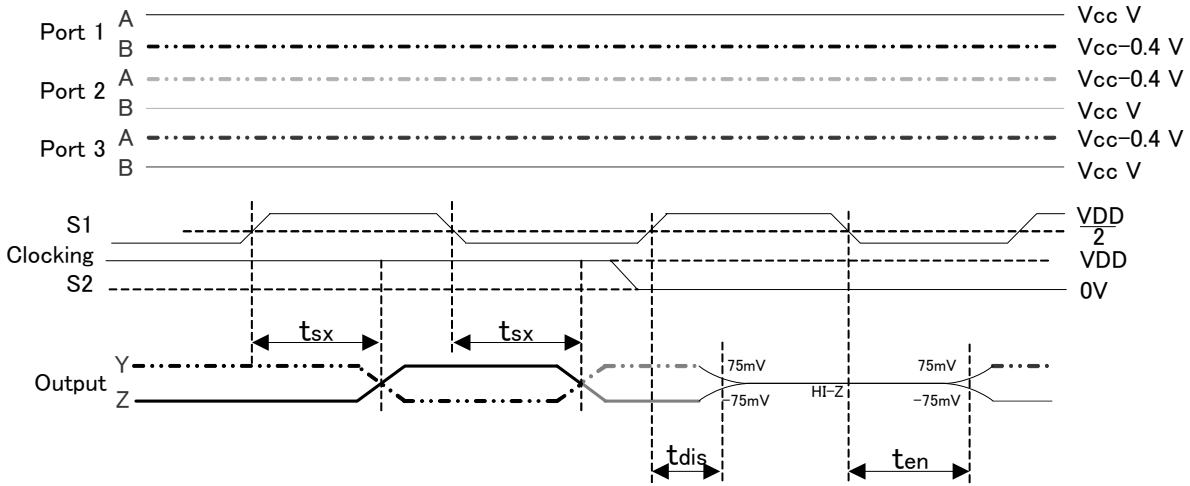 Port 1 A Vcc V
B Vcc-0.4 V
Port 2 A Vcc-0.4 V
B Vcc V
Port 3 A Vcc-0.4 V
B Vcc V
S1 VDD
2
Clocking VDD
S2 0V
tsx tsx
Y 75mV 75mV
Output HI-Z
Z -75mV -75mV
tdis ten